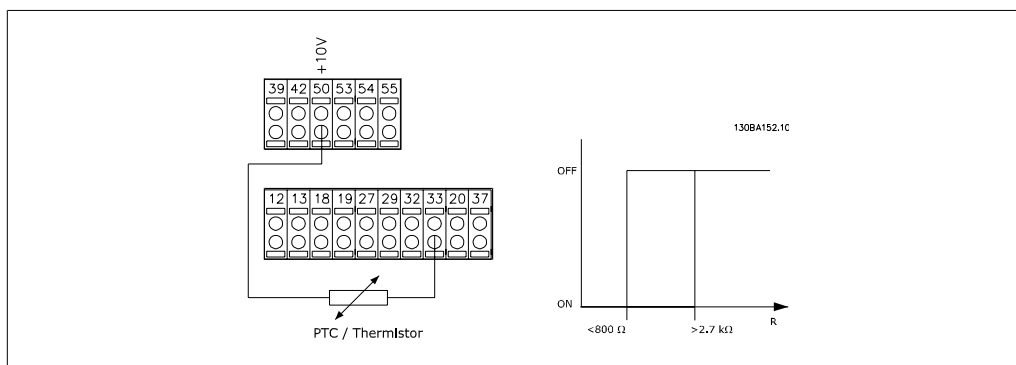 +10V
39 42 50 53 54 55
12 13 18 19 27 29 32 33 20 37
PTC / Thermistor
130BA152.10
OFF
ON
<800 Ω
>2.7 kΩ
R